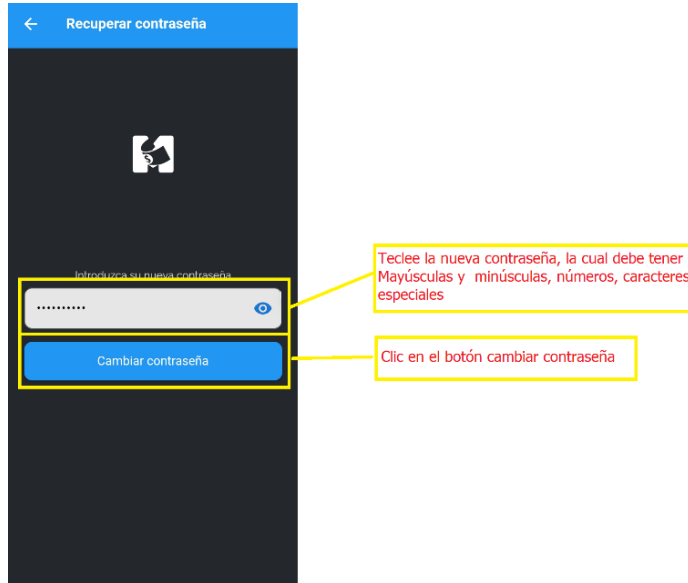 Recuperar contraseña
Introduzca su nueva contraseña
••••••••••
Cambiar contraseña
Teclee la nueva contraseña, la cual debe tener
Mayúsculas y minúsculas, números, caracteres
especiales
Clic en el botón cambiar contraseña